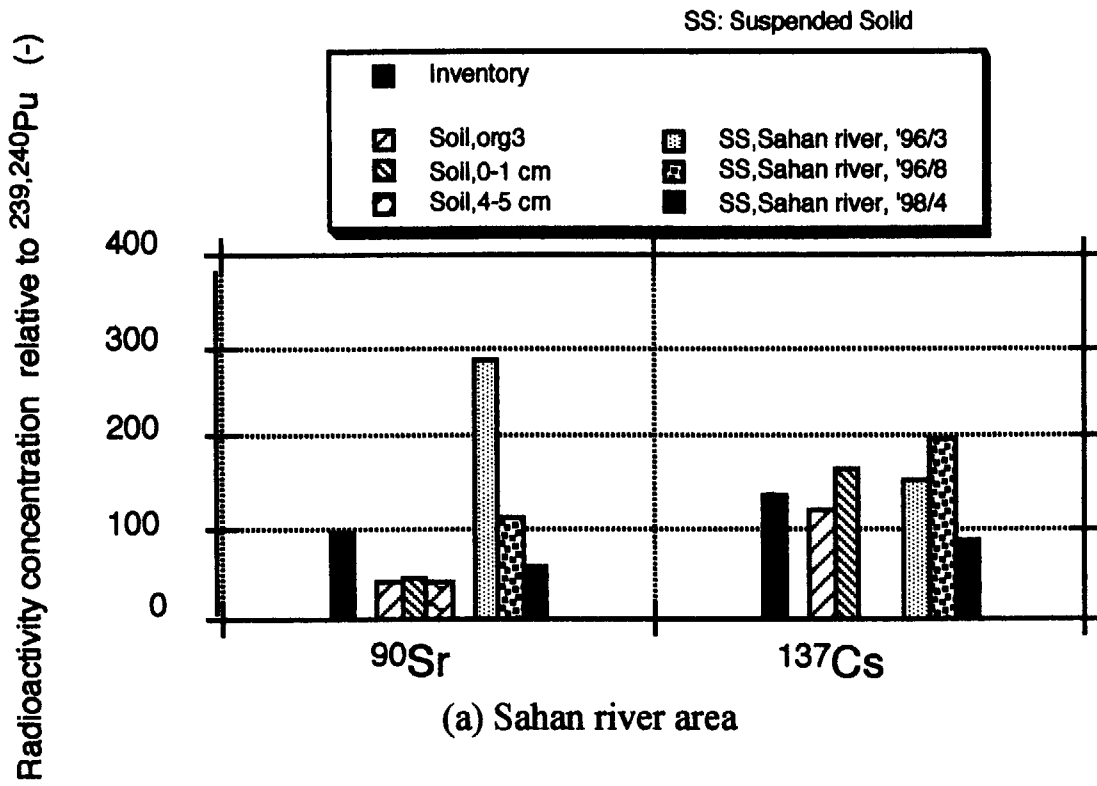 SS: Suspended Solid
Inventory
Soil,org3
Soil,0-1 cm
Soil,4-5 cm
SS,Sahan river, '96/3
SS,Sahan river, '96/8
SS,Sahan river, '98/4
Radioactivity concentration relative to 239,240Pu (-)
400
300
200
100
0
90Sr
137Cs
(a) Sahan river area